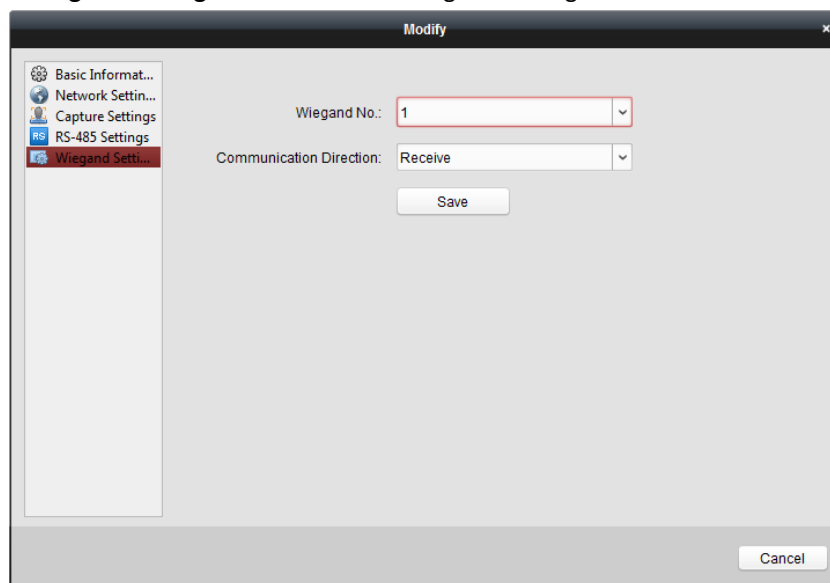 Modify
×
Basic Informat...
Network Settin...
Capture Settings
RS RS-485 Settings
Wiegand Setti...
Wiegand No.: 1
Communication Direction: Receive
Save
Cancel